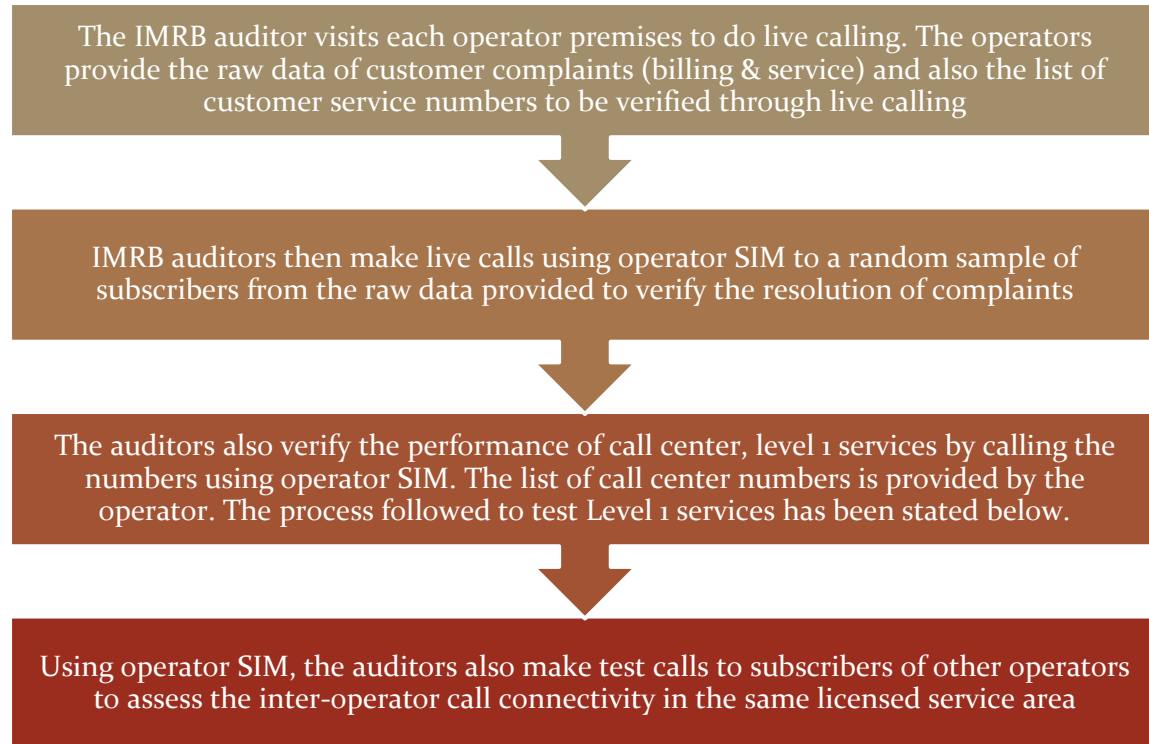 The IMRB auditor visits each operator premises to do live calling. The operators
provide the raw data of customer complaints (billing & service) and also the list of
customer service numbers to be verified through live calling
IMRB auditors then make live calls using operator SIM to a random sample of
subscribers from the raw data provided to verify the resolution of complaints
The auditors also verify the performance of call center, level 1 services by calling the
numbers using operator SIM. The list of call center numbers is provided by the
operator. The process followed to test Level 1 services has been stated below.
Using operator SIM, the auditors also make test calls to subscribers of other operators
to assess the inter-operator call connectivity in the same licensed service area